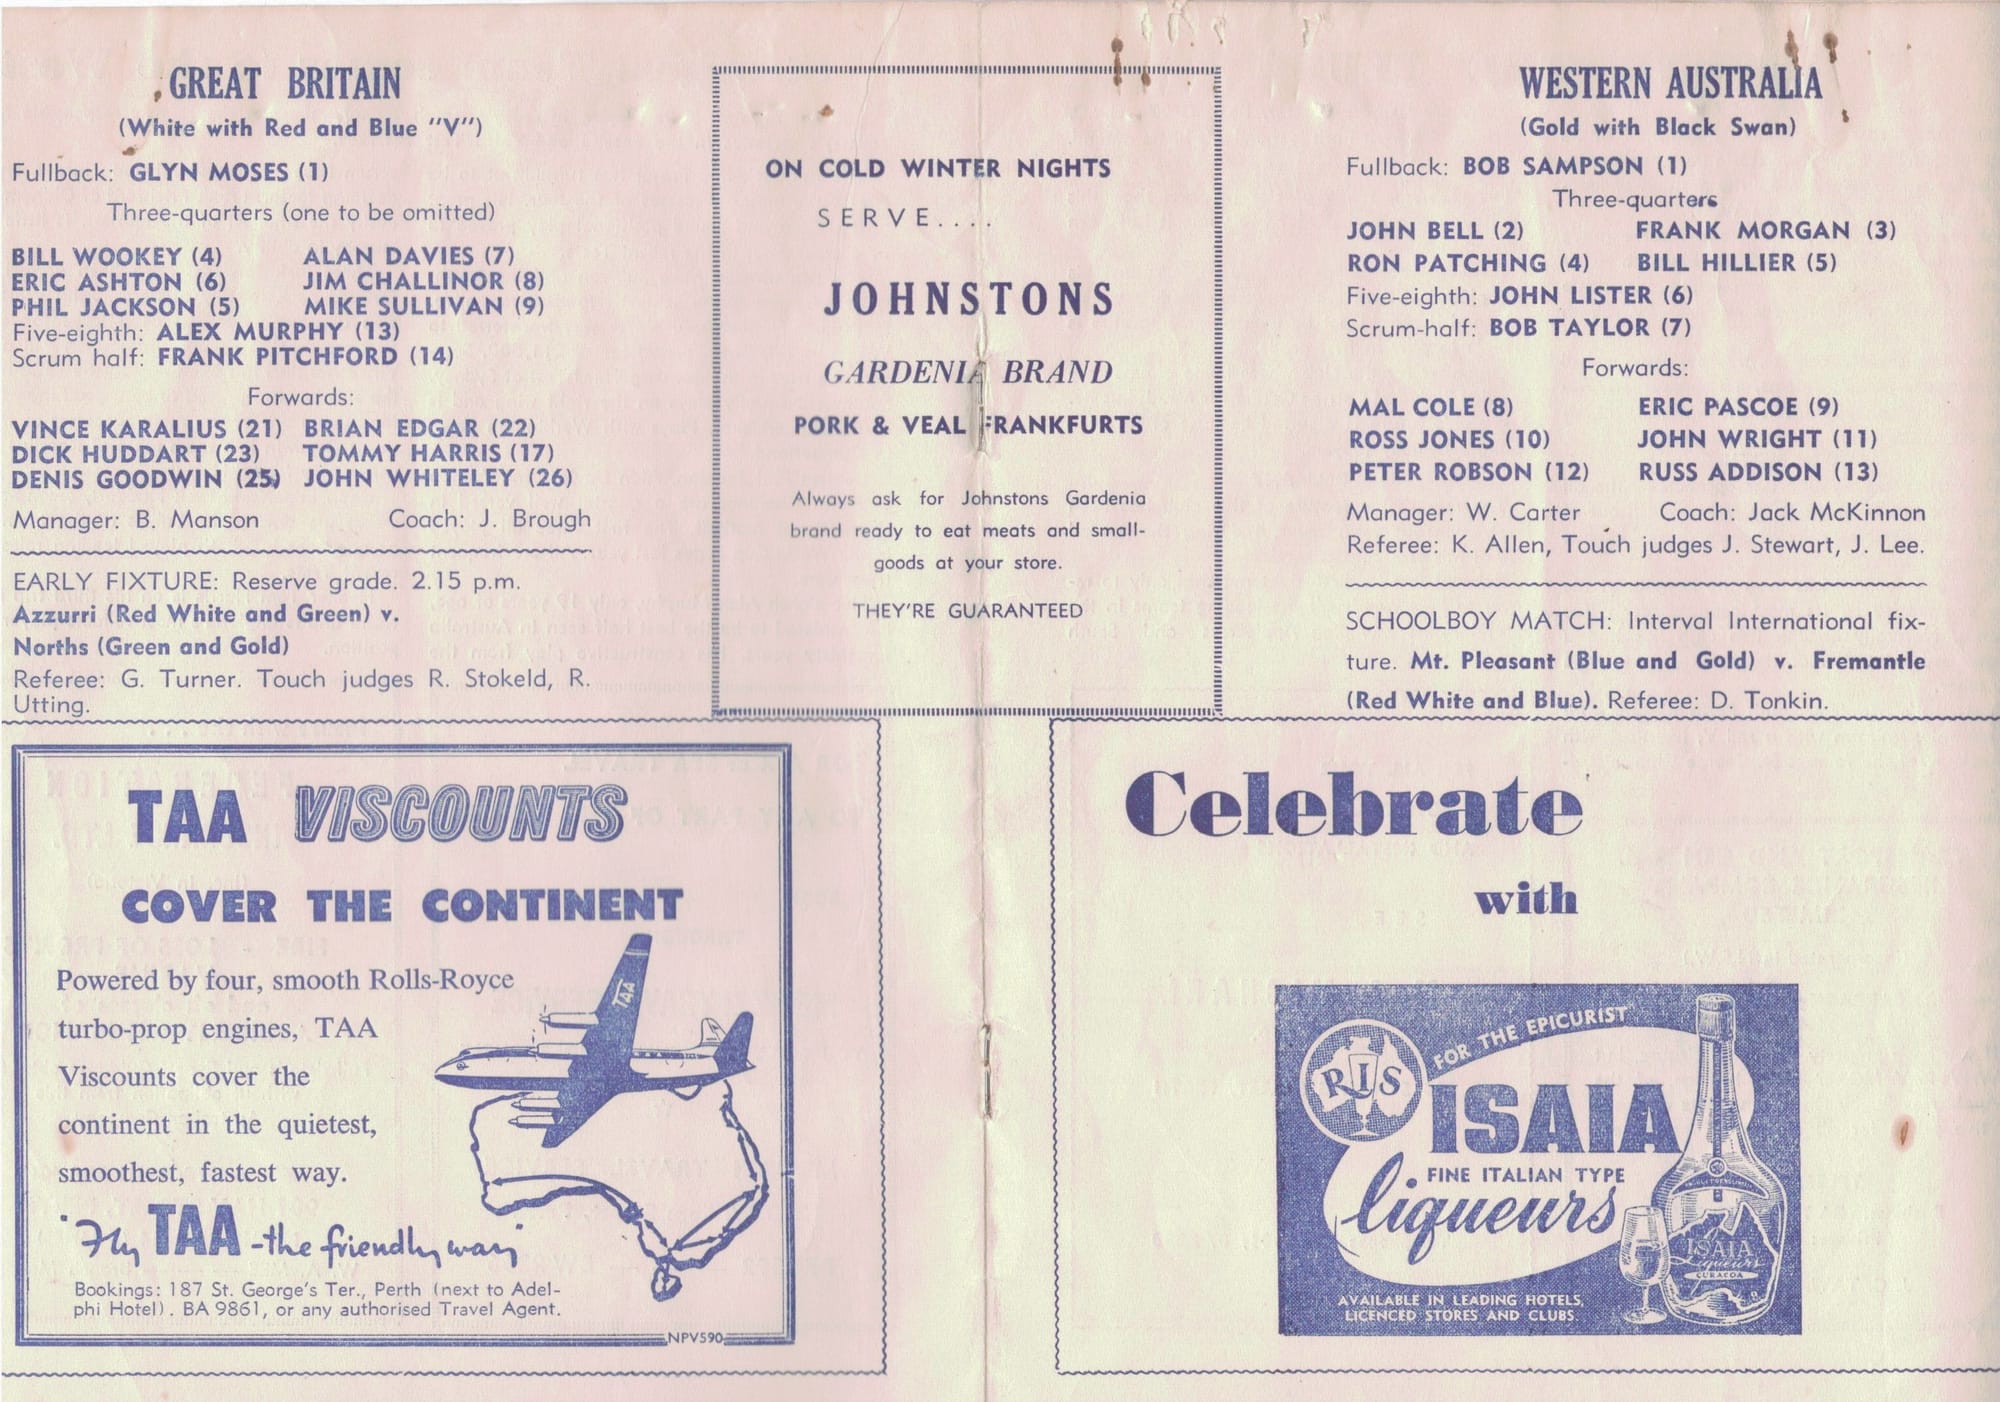 GREAT BRITAIN
(White with Red and Blue "V")
Fullback: GLYN MOSES (1)
Three-quarters (one to be omitted)
BILL WOOKEY (4) ALAN DAVIES (7)
ERIC ASHTON (6) JIM CHALLINOR (8)
PHIL JACKSON (5) MIKE SULLIVAN (9)
Five-eighth: ALEX MURPHY (13)
Scrum half: FRANK PITCHFORD (14)
Forwards:
VINCE KARALIUS (21) BRIAN EDGAR (22)
DICK HUDDART (23) TOMMY HARRIS (17)
DENIS GOODWIN (25) JOHN WHITELEY (26)
Manager: B. Manson Coach: J. Brough
EARLY FIXTURE: Reserve grade. 2.15 p.m.
Azzurri (Red White and Green) v.
Norths (Green and Gold)
Referee: G. Turner. Touch judges R. Stokeld, R.
Utting.
ON COLD WINTER NIGHTS
SERVE....
JOHNSTONS
GARDENIA BRAND
PORK & VEAL FRANKFURTS
Always ask for Johnstons Gardenia
brand ready to eat meats and small-
goods at your store.
THEY'RE GUARANTEED
WESTERN AUSTRALIA
(Gold with Black Swan)
Fullback: BOB SAMPSON (1)
Three-quarters
JOHN BELL (2) FRANK MORGAN (3)
RON PATCHING (4) BILL HILLIER (5)
Five-eighth: JOHN LISTER (6)
Scrum-half: BOB TAYLOR (7)
Forwards:
MAL COLE (8) ERIC PASCOE (9)
ROSS JONES (10) JOHN WRIGHT (11)
PETER ROBSON (12) RUSS ADDISON (13)
Manager: W. Carter Coach: Jack McKinnon
Referee: K. Allen, Touch judges J. Stewart, J. Lee.
SCHOOLBOY MATCH: Interval International fix-
ture. Mt. Pleasant (Blue and Gold) v. Fremantle
(Red White and Blue). Referee: D. Tonkin.
TAA VISCOUNTS
COVER THE CONTINENT
Powered by four, smooth Rolls-Royce
turbo-prop engines, TAA
Viscounts cover the
continent in the quietest,
smoothest, fastest way.
TAA
"Fly TAA - the friendly way"
Bookings: 187 St. George's Ter., Perth (next to Adel-
phi Hotel). BA 9861, or any authorised Travel Agent.
NPV590
Celebrate
with
FOR THE EPICURIST
RIS
ISAIA
FINE ITALIAN TYPE
liqueurs
ISAIA
Liqueurs
CURACOA
AVAILABLE IN LEADING HOTELS,
LICENCED STORES AND CLUBS.